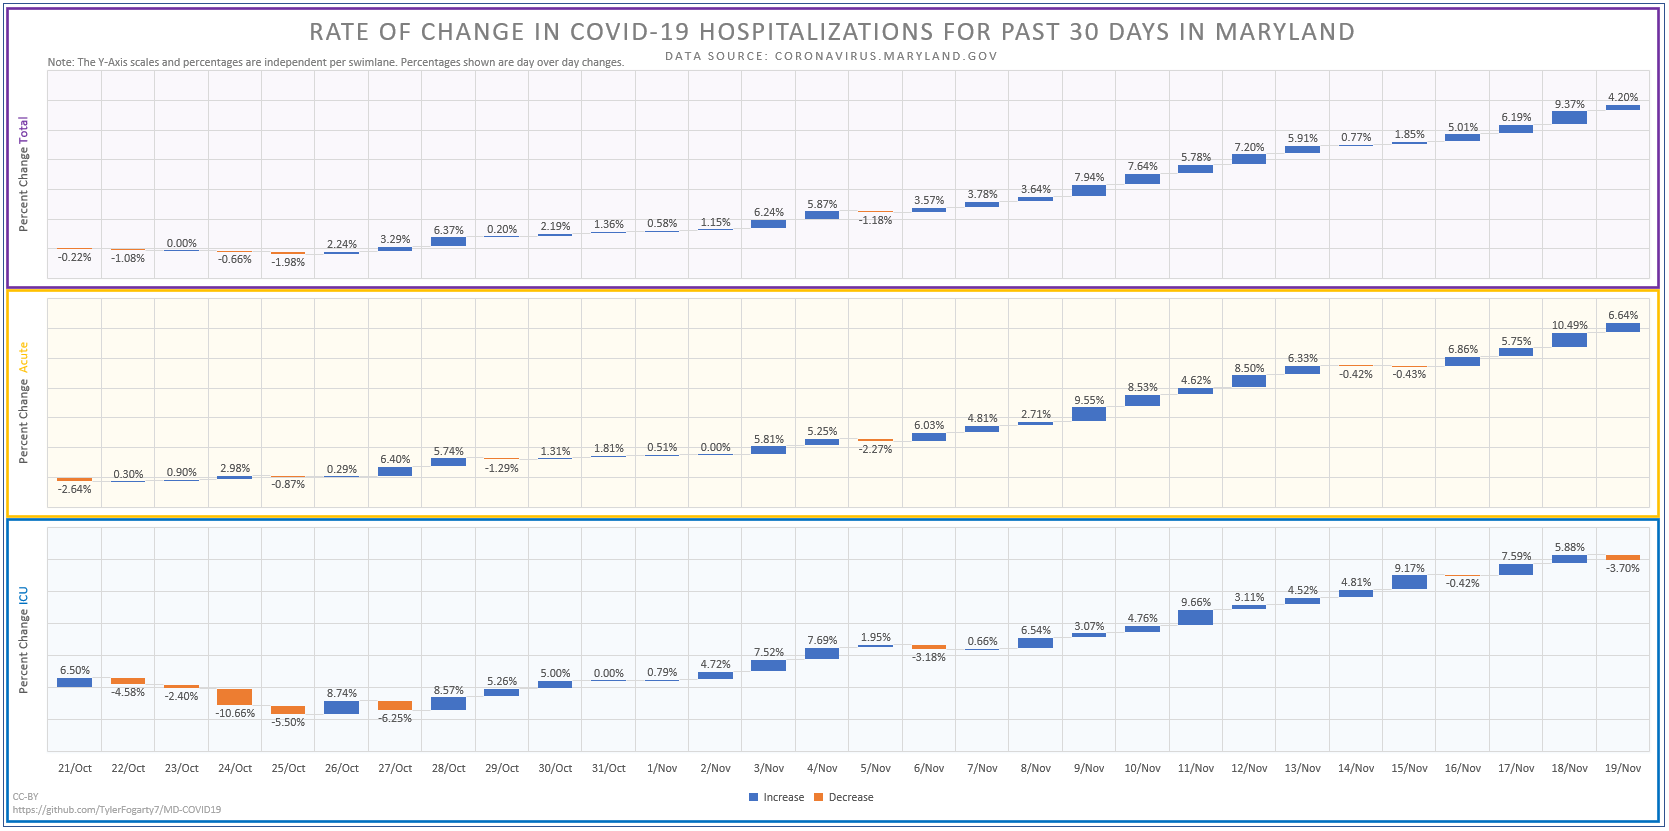 RATE OF CHANGE IN COVID-19 HOSPITALIZATIONS FOR PAST 30 DAYS IN MARYLAND
DATA SOURCE: CORONAVIRUS.MARYLAND.GOV
Note: The Y-Axis scales and percentages are independent per swimlane. Percentages shown are day over day changes.
Percent Change Total
-0.22% -1.08% 0.00% -0.66% -1.98% 2.24% 3.29% 6.37% 0.20% 2.19% 1.36% 0.58% 1.15% 6.24% 5.87% -1.18% 3.57% 3.78% 3.64% 7.94% 7.64% 5.78% 7.20% 5.91% 0.77% 1.85% 5.01% 6.19% 9.37% 4.20%
Percent Change Acute
-2.64% 0.30% 0.90% 2.98% -0.87% 0.29% 6.40% 5.74% -1.29% 1.31% 1.81% 0.51% 0.00% 5.81% 5.25% -2.27% 6.03% 4.81% 2.71% 9.55% 8.53% 4.62% 8.50% 6.33% -0.42% -0.43% 6.86% 5.75% 10.49% 6.64%
Percent Change ICU
6.50% -4.58% -2.40% -10.66% -5.50% 8.74% -6.25% 8.57% 5.26% 5.00% 0.00% 0.79% 4.72% 7.52% 7.69% 1.95% -3.18% 0.66% 6.54% 3.07% 4.76% 9.66% 3.11% 4.52% 4.81% 9.17% -0.42% 7.59% 5.88% -3.70%
21/Oct 22/Oct 23/Oct 24/Oct 25/Oct 26/Oct 27/Oct 28/Oct 29/Oct 30/Oct 31/Oct 1/Nov 2/Nov 3/Nov 4/Nov 5/Nov 6/Nov 7/Nov 8/Nov 9/Nov 10/Nov 11/Nov 12/Nov 13/Nov 14/Nov 15/Nov 16/Nov 17/Nov 18/Nov 19/Nov
Increase Decrease
CC-BY
https://github.com/TylerFogarty7/MD-COVID19